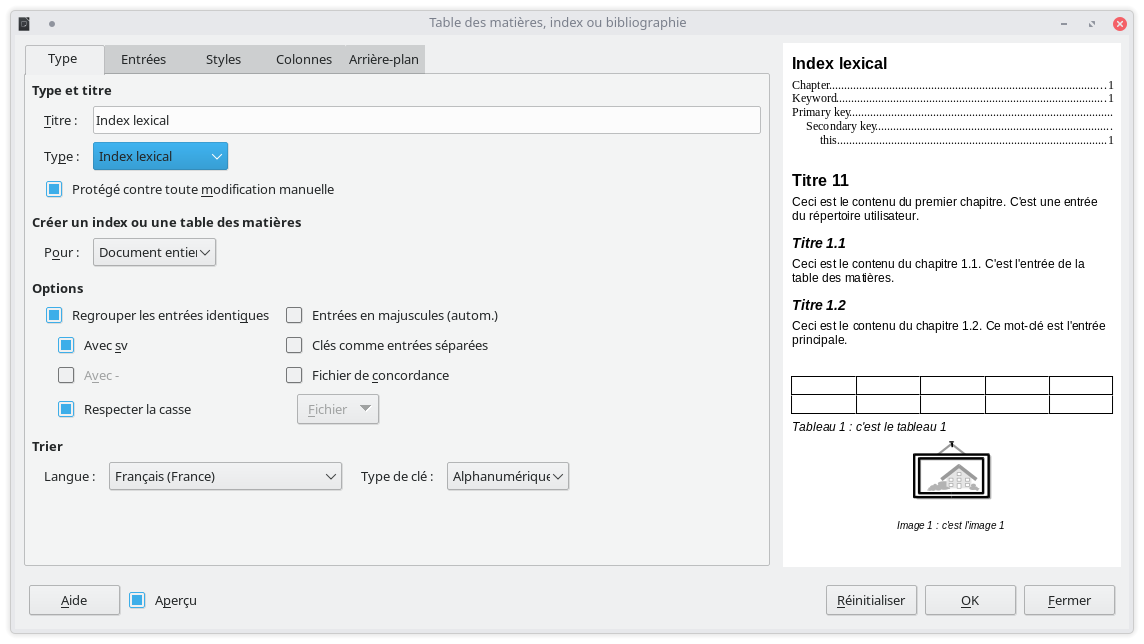 Table des matières, index ou bibliographie
Type Entrées Styles Colonnes Arrière-plan
Type et titre
Titre : Index lexical
Type : Index lexical
Protégé contre toute modification manuelle
Créer un index ou une table des matières
Pour : Document entier
Options
Regrouper les entrées identiques Entrées en majuscules (autom.)
Avec sv Clés comme entrées séparées
Avec - Fichier de concordance
Respecter la casse Fichier
Trier
Langue : Français (France) Type de clé : Alphanumérique
Aide Aperçu Réinitialiser OK Fermer
Index lexical
Chapter........................................................................................1
Keyword.......................................................................................1
Primary key.......................................................................................
Secondary key................................................................................
this...........................................................................................1
Titre 11
Ceci est le contenu du premier chapitre. C'est une entrée
du répertoire utilisateur.
Titre 1.1
Ceci est le contenu du chapitre 1.1. C'est l'entrée de la
table des matières.
Titre 1.2
Ceci est le contenu du chapitre 1.2. Ce mot-clé est l'entrée
principale.
Tableau 1 : c'est le tableau 1
Image 1 : c'est l'image 1